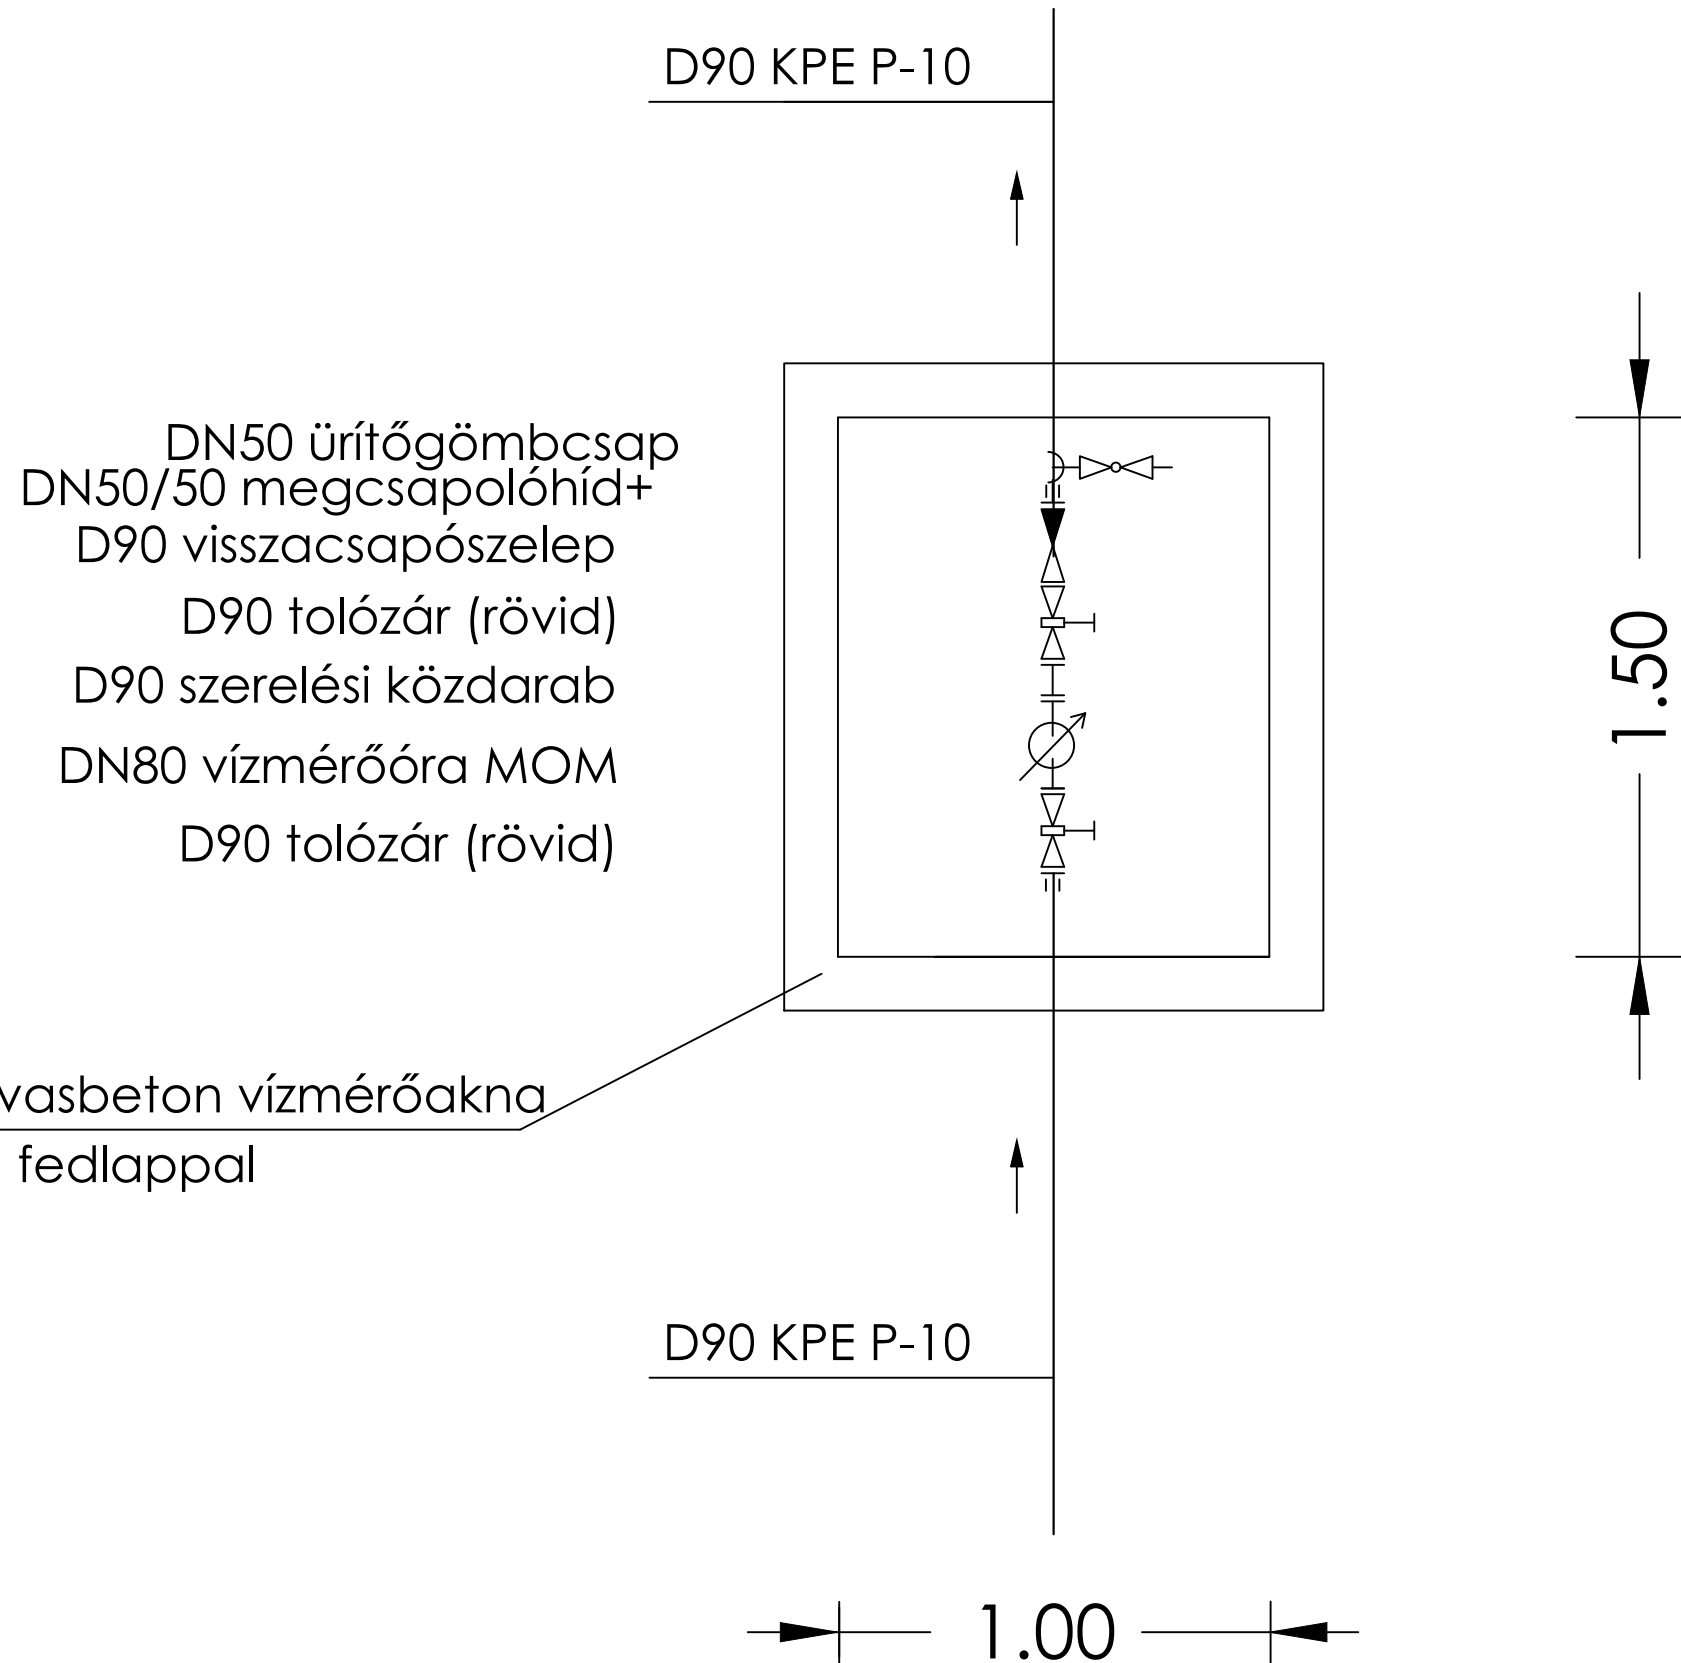 D90 KPE P-10
DN50 ürítőgömbcsap
DN50/50 megcsapolóhíd+
D90 visszacsapószelep
D90 tolózár (rövid)
D90 szerelési közdarab
DN80 vízmérőóra MOM
D90 tolózár (rövid)
1.50
vasbeton vízmérőakna
fedlappal
D90 KPE P-10
1.00